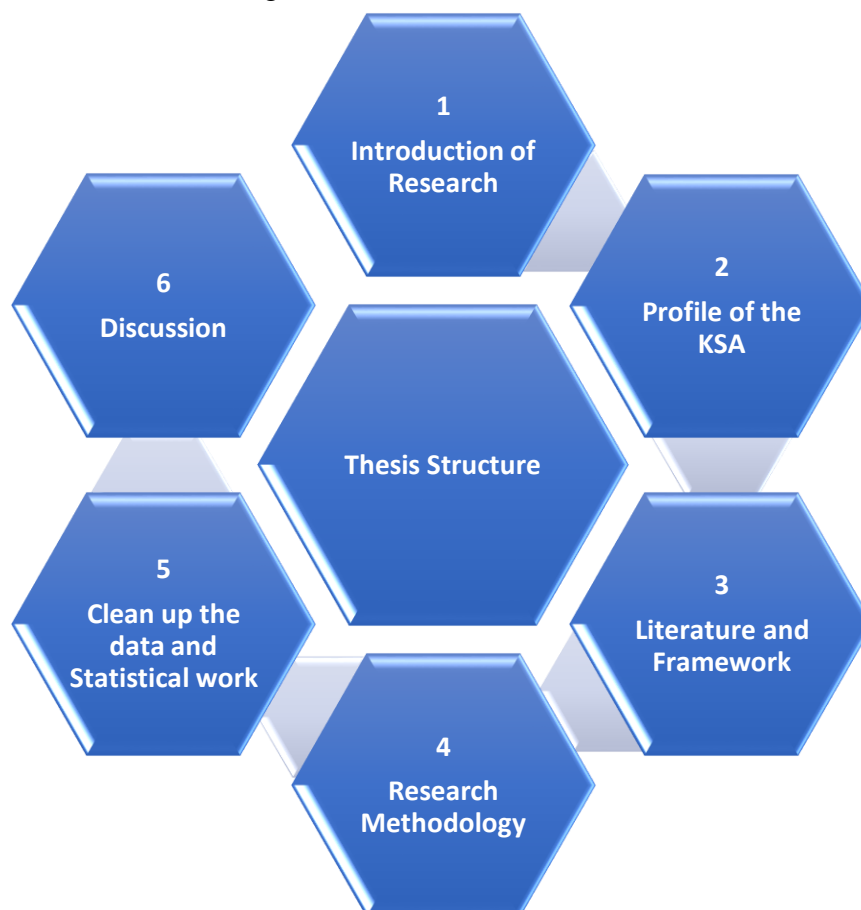 1
Introduction of
Research
2
Profile of the
KSA
3
Literature and
Framework
4
Research
Methodology
5
Clean up the
data and
Statistical work
6
Discussion
Thesis Structure